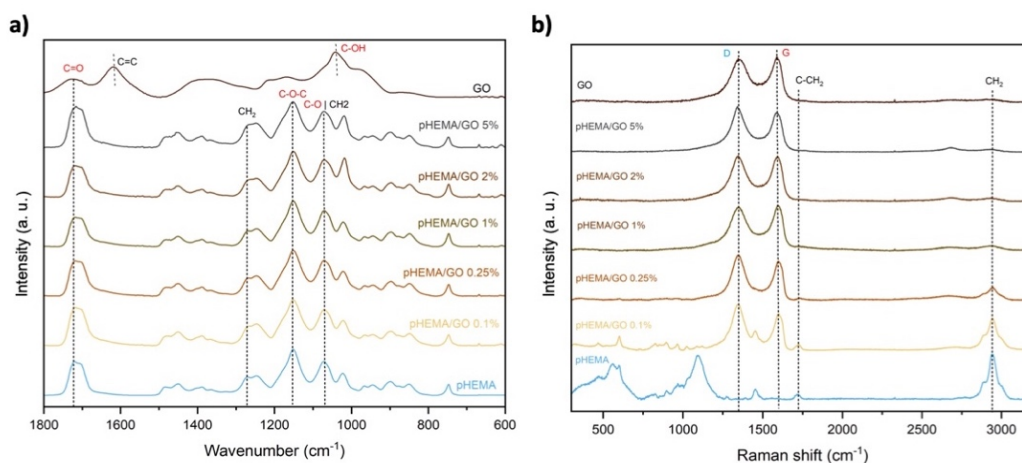 a)
C=O
C=C
C-OH
GO
CH₂
C-O-C
C-O
CH2
pHEMA/GO 5%
pHEMA/GO 2%
pHEMA/GO 1%
pHEMA/GO 0.25%
pHEMA/GO 0.1%
pHEMA
Intensity (a. u.)
1800 1600 1400 1200 1000 800 600
Wavenumber (cm⁻¹)
b)
D
G
C-CH₂
CH₂
GO
pHEMA/GO 5%
pHEMA/GO 2%
pHEMA/GO 1%
pHEMA/GO 0.25%
pHEMA/GO 0.1%
pHEMA
Intensity (a. u.)
500 1000 1500 2000 2500 3000
Raman shift (cm⁻¹)